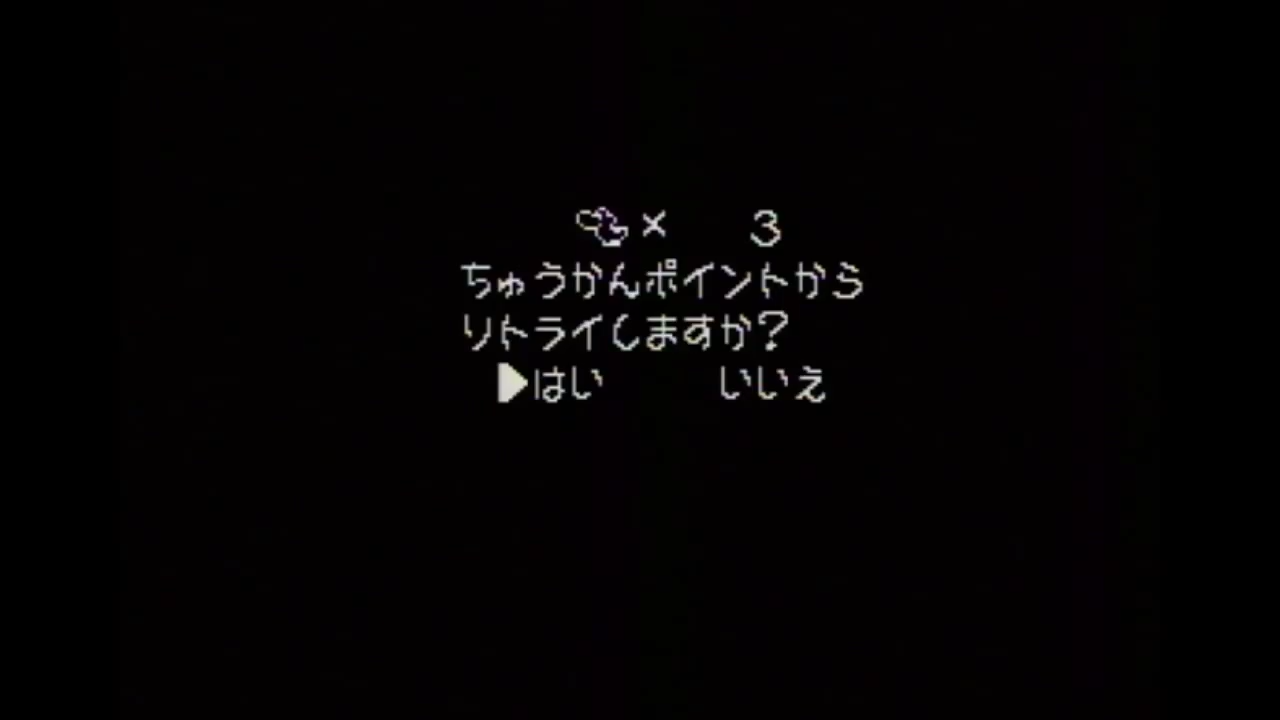 × 3
ちゅうかんポイントから
リトライしますか?
▶はい いいえ